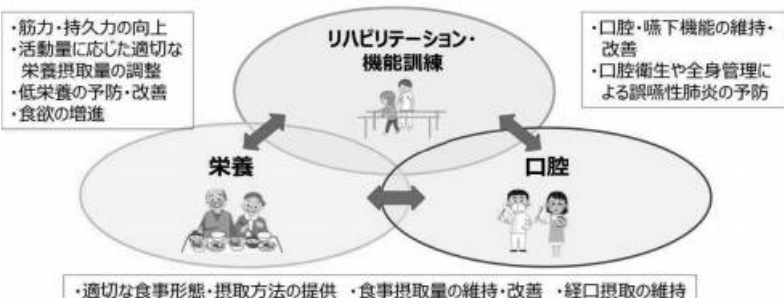 ・筋力・持久力の向上
・活動量に応じた適切な
栄養摂取量の調整
・低栄養の予防・改善
・食欲の増進
リハビリテーション・
機能訓練
・口腔・嚥下機能の維持・
改善
・口腔衛生や全身管理に
よる誤嚥性肺炎の予防
栄養
口腔
・適切な食事形態・摂取方法の提供 ・食事摂取量の維持・改善 ・経口摂取の維持